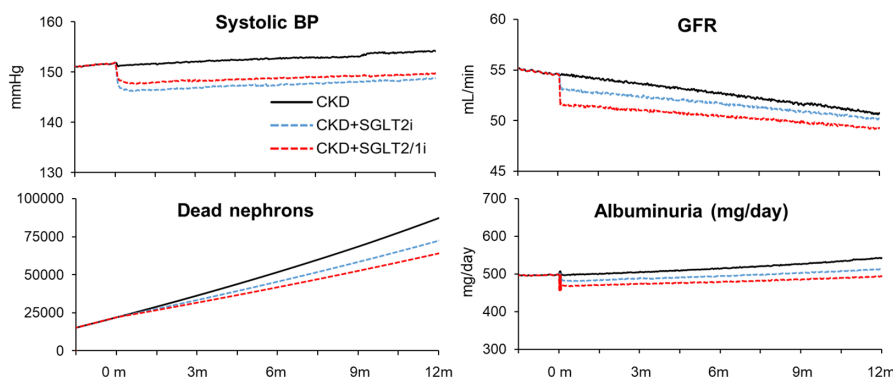 Systolic BP
160
150
140
130
mmHg
CKD
CKD+SGLT2i
CKD+SGLT2/1i
GFR
60
55
50
45
mL/min
Dead nephrons
100000
75000
50000
25000
0
0 m 3m 6m 9m 12m
Albuminuria (mg/day)
700
600
500
400
300
mg/day
0 m 3m 6m 9m 12m